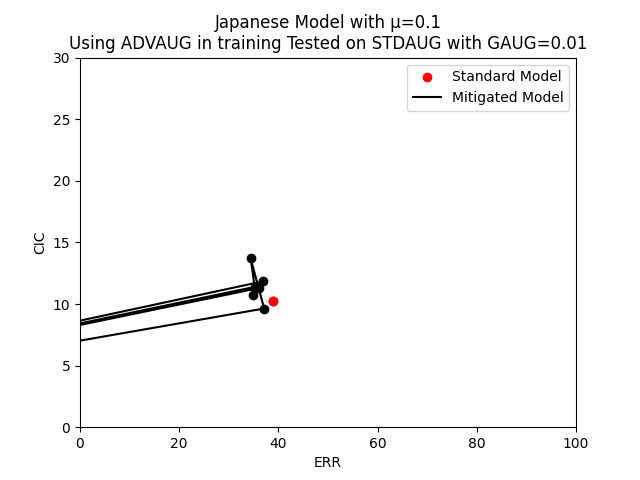 Japanese Model with μ=0.1
Using ADVAUG in training Tested on STDAUG with GAUG=0.01
30
25
20
15
10
5
0
CIC
Standard Model
Mitigated Model
0 20 40 60 80 100
ERR